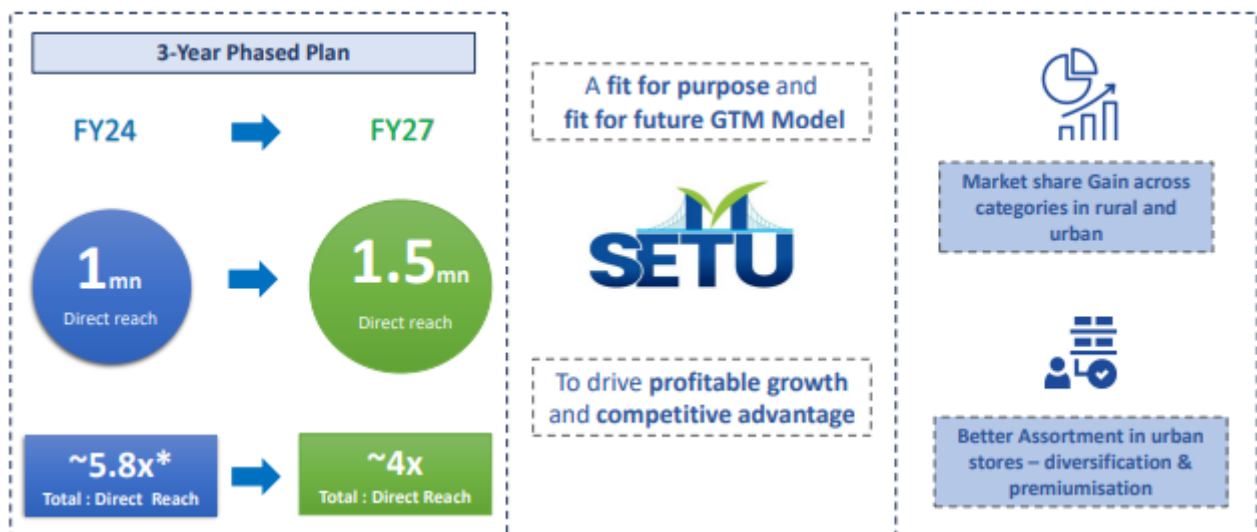 3-Year Phased Plan
FY24
FY27
1mn
Direct reach
1.5mn
Direct reach
~5.8x*
Total : Direct Reach
~4x
Total : Direct Reach
A fit for purpose and
fit for future GTM Model
SETU
To drive profitable growth
and competitive advantage
Market share Gain across
categories in rural and
urban
Better Assortment in urban
stores – diversification &
premiumisation